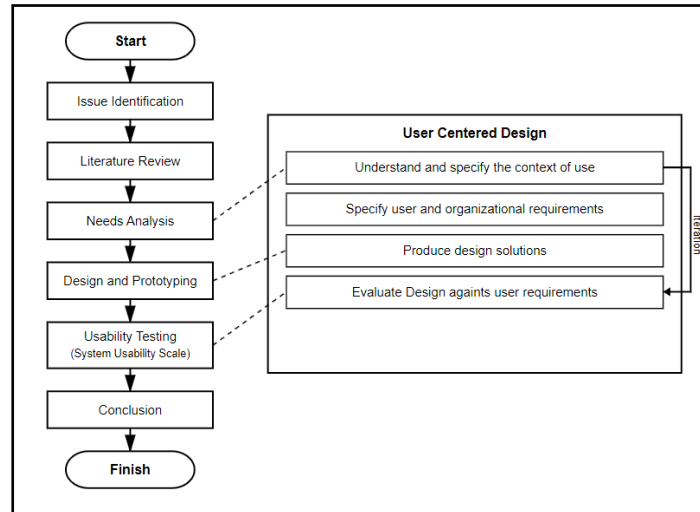 Start
Issue Identification
Literature Review
Needs Analysis
Design and Prototyping
Usability Testing
(System Usability Scale)
Conclusion
Finish
User Centered Design
Understand and specify the context of use
Specify user and organizational requirements
Produce design solutions
Evaluate Design againts user requirements
iteration